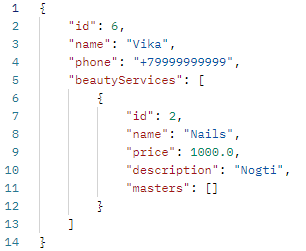 1 {
2 "id": 6,
3 "name": "Vika",
4 "phone": "+79999999999",
5 "beautyServices": [
6 {
7 "id": 2,
8 "name": "Nails",
9 "price": 1000.0,
10 "description": "Nogti",
11 "masters": []
12 }
13 ]
14 }